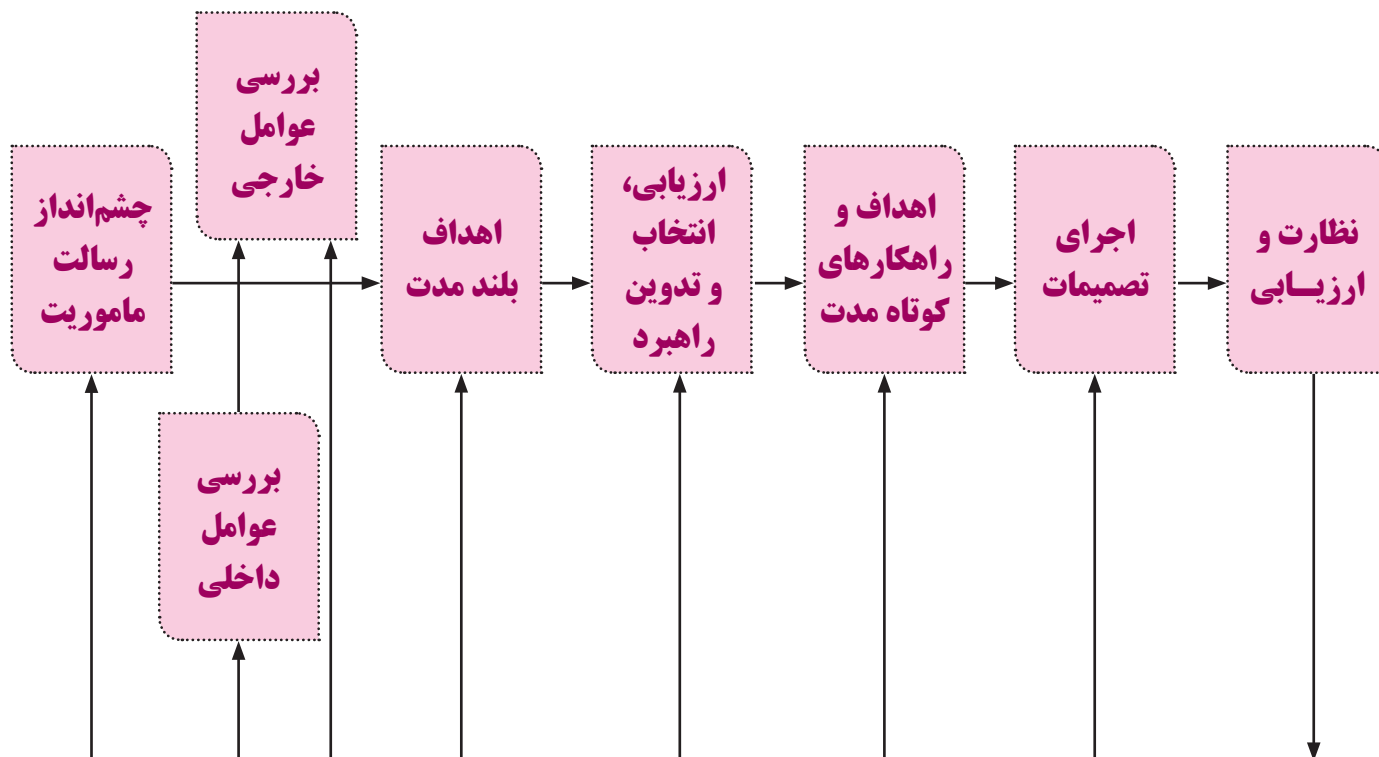 بررسی
عوامل
خارجی
چشم‌انداز
رسالت
ماموریت
اهداف
بلند مدت
ارزیابی،
انتخاب
و تدوین
راهبرد
اهداف و
راهکارهای
کوتاه مدت
اجرای
تصمیمات
نظارت و
ارزیــابی
بررسی
عوامل
داخلی